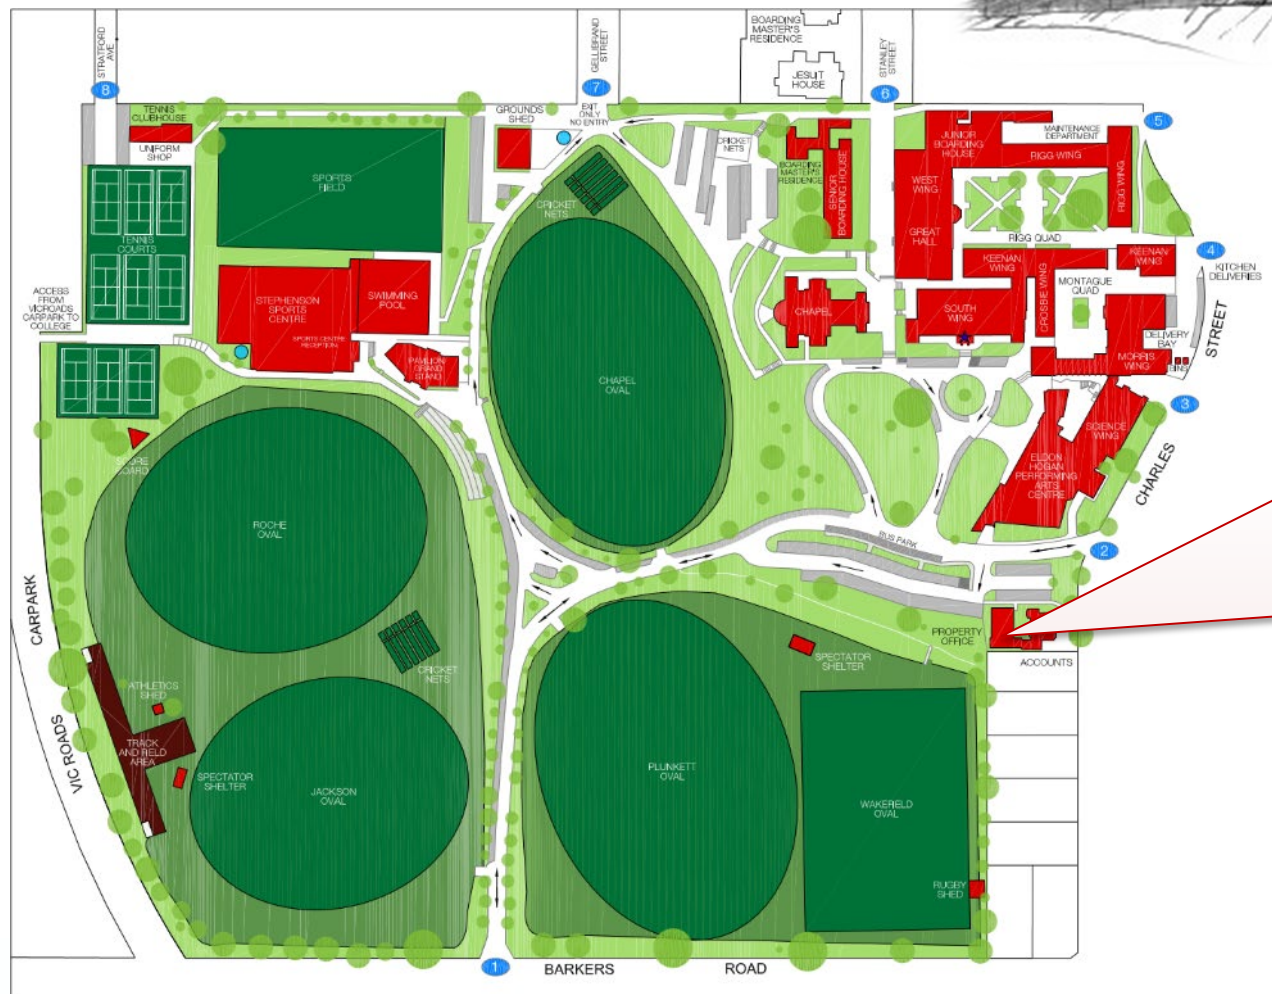 STRATFORD
AVE
GELLIBRAND
STREET
BOARDING
MASTER'S
RESIDENCE
STANLEY
STREET
JESUIT
HOUSE
8
7
6
5
TENNIS
CLUBHOUSE
UNIFORM
SHOP
GROUNDS
SHED
EXIT
ONLY
NO ENTRY
CRICKET
NETS
JUNIOR
BOARDING
HOUSE
MAINTENANCE
DEPARTMENT
RIGG WING
RIGG WING
SPORTS
FIELD
CRICKET
NETS
BOARDING
MASTER'S
RESIDENCE
SENIOR
BOARDING HOUSE
WEST
WING
GREAT
HALL
RIGG QUAD
TENNIS
COURTS
KEENAN
WING
KEENAN
WING
4
KITCHEN
DELIVERIES
ACCESS
FROM
VICROADS
CARPARK TO
COLLEGE
STEPHENSON
SPORTS
CENTRE
SWIMMING
POOL
SPORTS CENTRE
RECEPTION
CHAPEL
SOUTH
WING
CROSBIE WING
MONTAGUE
QUAD
DELIVERY
BAY
MORRIS
WING
BINS
PAVILION/
GRAND
STAND
CHAPEL
OVAL
3
CHARLES
STREET
SCORE
BOARD
SCIENCE
WING
ELDON
HOGAN
PERFORMING
ARTS
CENTRE
ROCHE
OVAL
BUS PARK
2
CARPARK
VIC ROADS
PROPERTY
OFFICE
ACCOUNTS
SPECTATOR
SHELTER
CRICKET
NETS
ATHLETICS
SHED
TRACK
AND FIELD
AREA
SPECTATOR
SHELTER
JACKSON
OVAL
PLUNKETT
OVAL
WAKEFIELD
OVAL
RUGBY
SHED
1
BARKERS ROAD